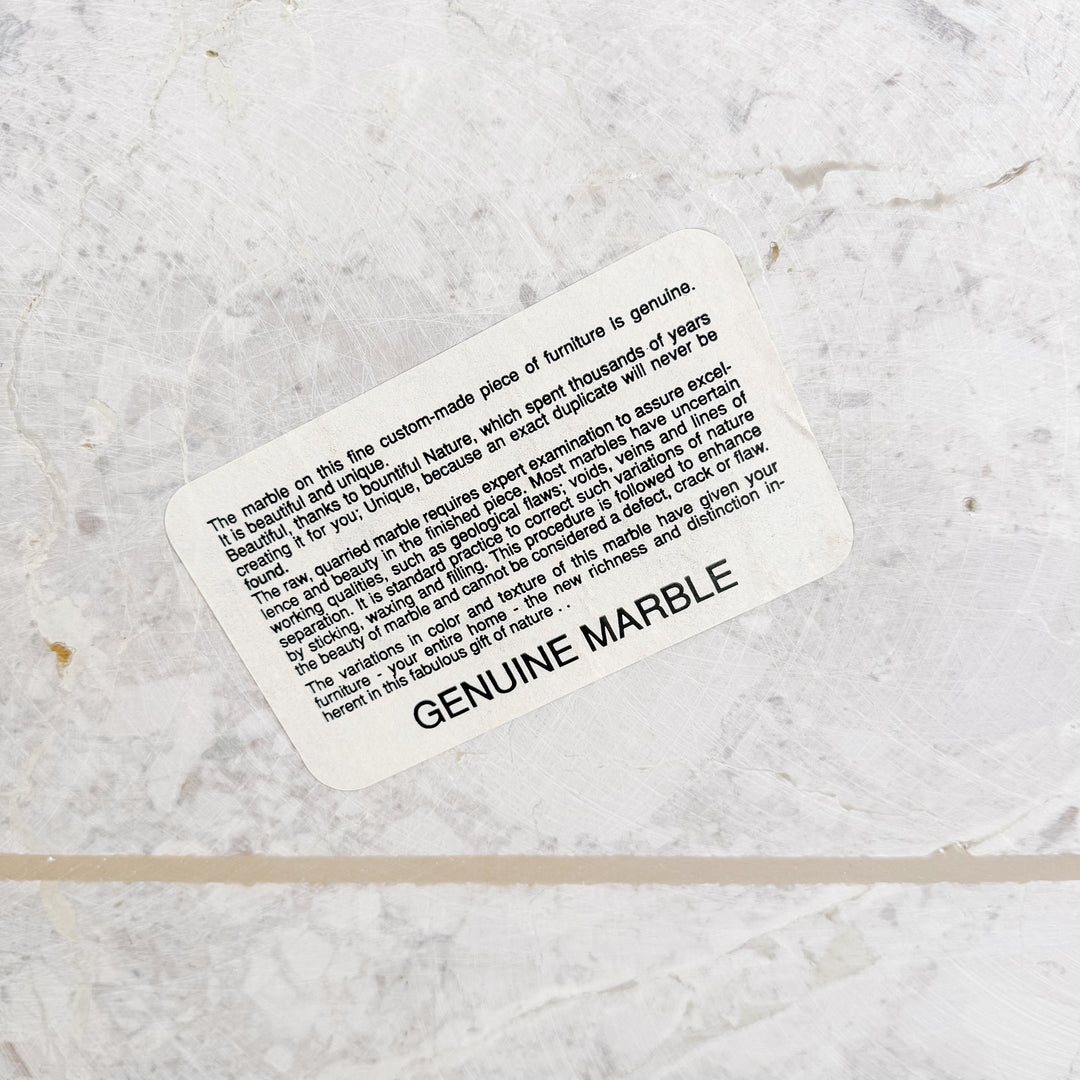 The marble on this fine custom-made piece of furniture is genuine.
It is beautiful and unique.
Beautiful, thanks to bountiful Nature, which spent thousands of years
creating it for you; Unique, because an exact duplicate will never be
found.
The raw, quarried marble requires expert examination to assure excel-
lence and beauty in the finished piece. Most marbles have uncertain
working qualities, such as geological flaws; voids, veins and lines of
separation. It is standard practice to correct such variations of nature
by sticking, waxing and filling. This procedure is followed to enhance
the beauty of marble and cannot be considered a defect, crack or flaw.
The variations in color and texture of this marble have given your
furniture - your entire home - the new richness and distinction in-
herent in this fabulous gift of nature . .
GENUINE MARBLE